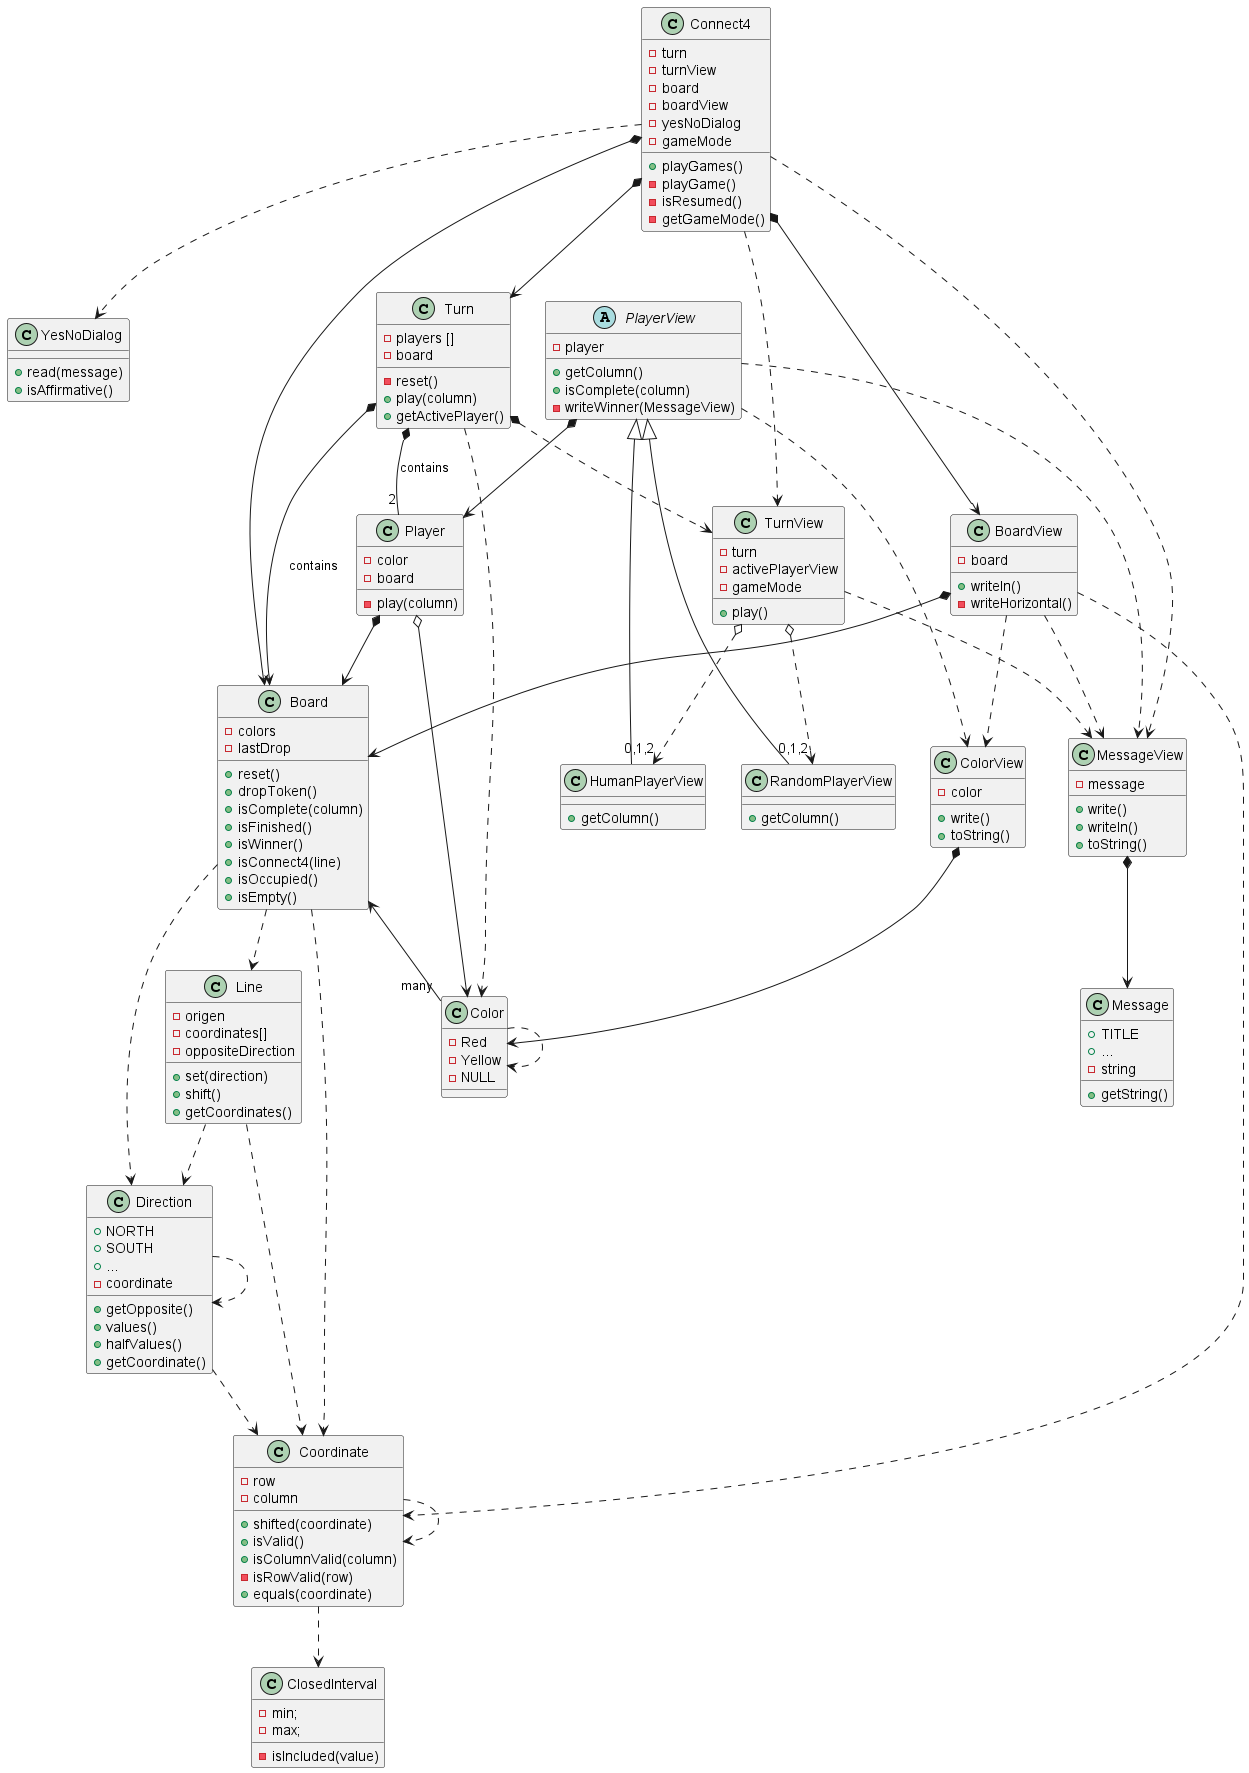 C Connect4
turn
turnView
board
boardView
yesNoDialog
gameMode
playGames()
playGame()
isResumed()
getGameMode()
C YesNoDialog
read(message)
isAffirmative()
C Turn
players []
board
reset()
play(column)
getActivePlayer()
A PlayerView
player
getColumn()
isComplete(column)
writeWinner(MessageView)
contains
2
contains
C Player
color
board
play(column)
C TurnView
turn
activePlayerView
gameMode
play()
C BoardView
board
writeln()
writeHorizontal()
C Board
colors
lastDrop
reset()
dropToken()
isComplete(column)
isFinished()
isWinner()
isConnect4(line)
isOccupied()
isEmpty()
0,1,2
0,1,2
C HumanPlayerView
getColumn()
C RandomPlayerView
getColumn()
C ColorView
color
write()
toString()
C MessageView
message
write()
writeln()
toString()
many
C Line
origen
coordinates[]
oppositeDirection
set(direction)
shift()
getCoordinates()
C Color
Red
Yellow
NULL
C Message
TITLE
...
string
getString()
C Direction
NORTH
SOUTH
...
coordinate
getOpposite()
values()
halfValues()
getCoordinate()
C Coordinate
row
column
shifted(coordinate)
isValid()
isColumnValid(column)
isRowValid(row)
equals(coordinate)
C ClosedInterval
min;
max;
isIncluded(value)